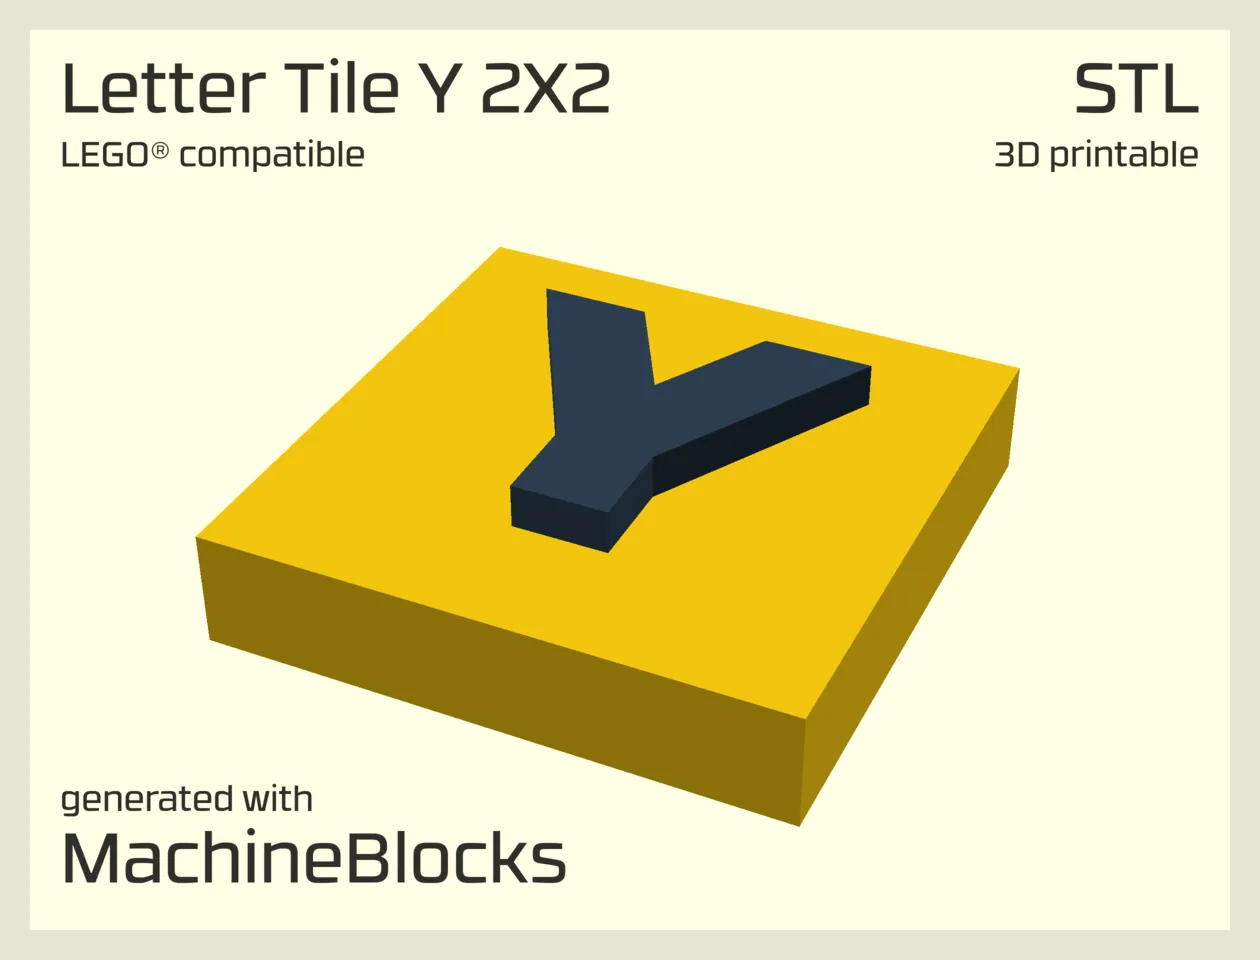 Letter Tile Y 2X2
STL
LEGO® compatible
3D printable
Y
generated with
MachineBlocks